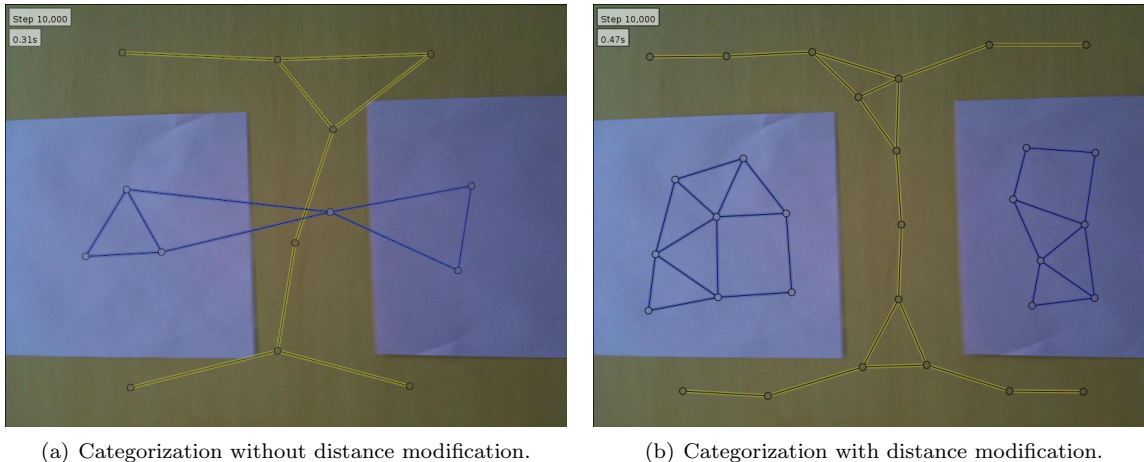 Step 10,000
0.31s
Step 10,000
0.47s
(a) Categorization without distance modification.
(b) Categorization with distance modification.